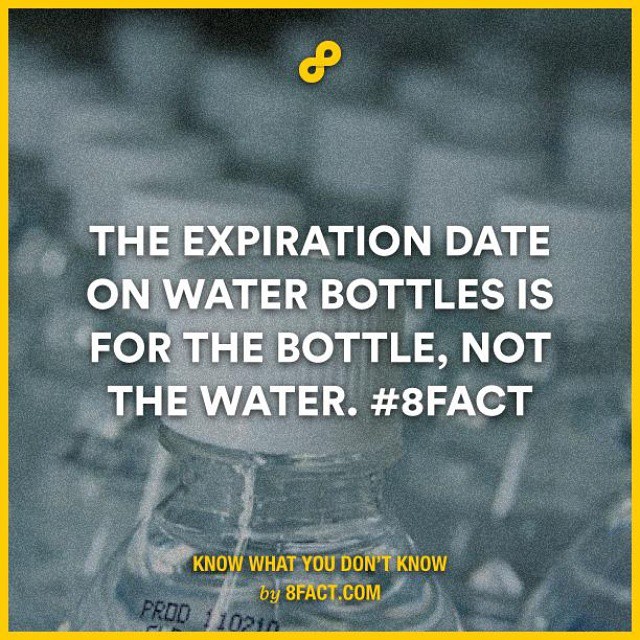 THE EXPIRATION DATE
ON WATER BOTTLES IS
FOR THE BOTTLE, NOT
THE WATER. #8FACT
KNOW WHAT YOU DON'T KNOW
by 8FACT.COM
PROD 110210